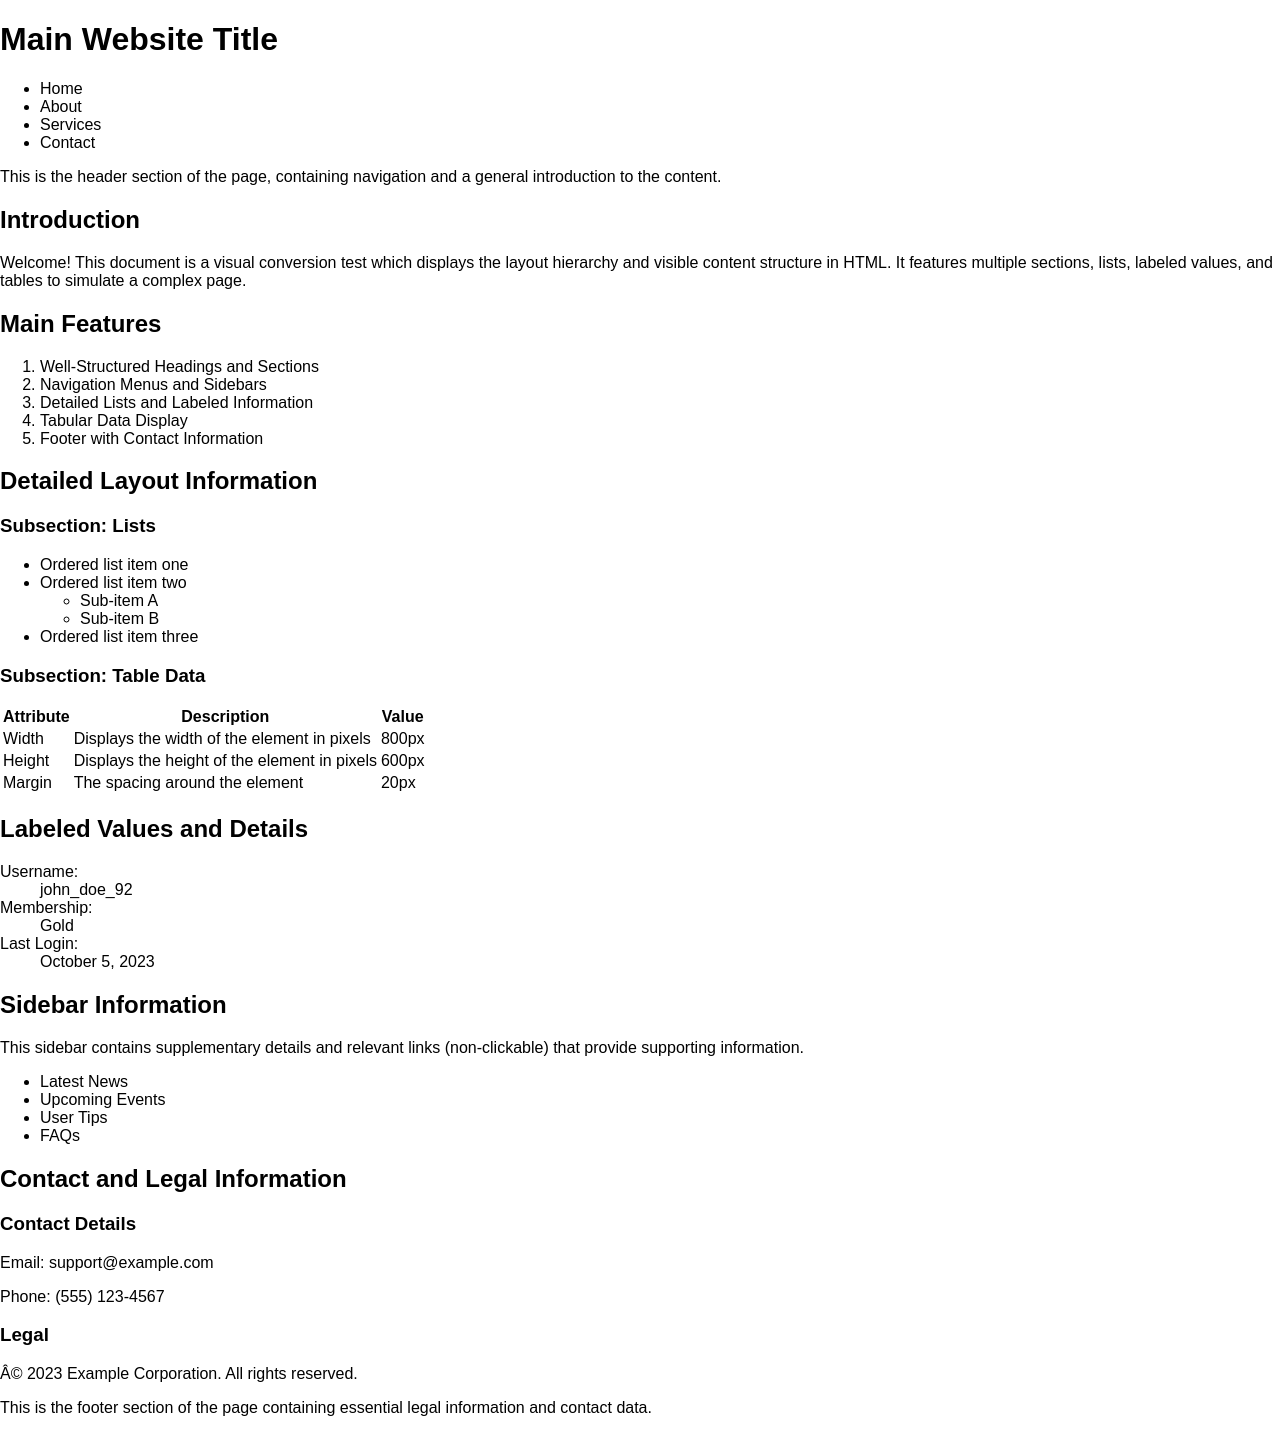 Main Website Title
• Home
• About
• Services
• Contact
This is the header section of the page, containing navigation and a general introduction to the content.
Introduction
Welcome! This document is a visual conversion test which displays the layout hierarchy and visible content structure in HTML. It features multiple sections, lists, labeled values, and
tables to simulate a complex page.
Main Features
1. Well-Structured Headings and Sections
2. Navigation Menus and Sidebars
3. Detailed Lists and Labeled Information
4. Tabular Data Display
5. Footer with Contact Information
Detailed Layout Information
Subsection: Lists
• Ordered list item one
• Ordered list item two
◦ Sub-item A
◦ Sub-item B
• Ordered list item three
Subsection: Table Data
Attribute Description Value
Width Displays the width of the element in pixels 800px
Height Displays the height of the element in pixels 600px
Margin The spacing around the element 20px
Labeled Values and Details
Username:
john_doe_92
Membership:
Gold
Last Login:
October 5, 2023
Sidebar Information
This sidebar contains supplementary details and relevant links (non-clickable) that provide supporting information.
• Latest News
• Upcoming Events
• User Tips
• FAQs
Contact and Legal Information
Contact Details
Email: support@example.com
Phone: (555) 123-4567
Legal
Â© 2023 Example Corporation. All rights reserved.
This is the footer section of the page containing essential legal information and contact data.